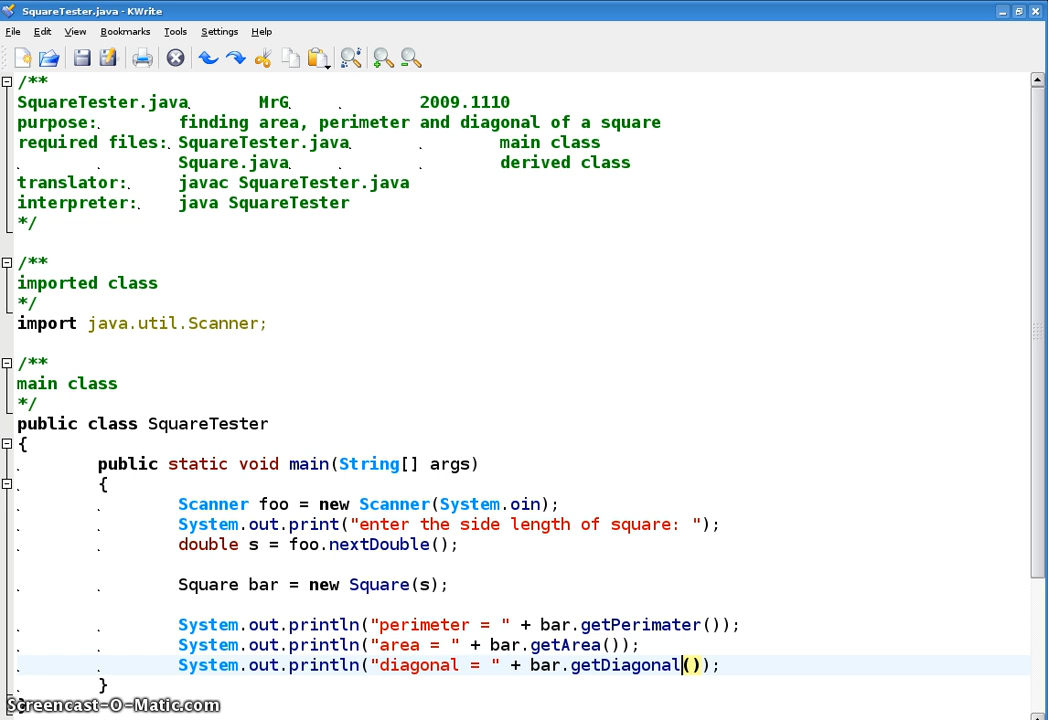 SquareTester.java - KWrite
File Edit View Bookmarks Tools Settings Help
/**
SquareTester.java MrG 2009.1110
purpose: finding area, perimeter and diagonal of a square
required files: SquareTester.java main class
Square.java derived class
translator: javac SquareTester.java
interpreter: java SquareTester
*/
/**
imported class
*/
import java.util.Scanner;
/**
main class
*/
public class SquareTester
{
public static void main(String[] args)
{
Scanner foo = new Scanner(System.oin);
System.out.print("enter the side length of square: ");
double s = foo.nextDouble();
Square bar = new Square(s);
System.out.println("perimeter = " + bar.getPerimater());
System.out.println("area = " + bar.getArea());
System.out.println("diagonal = " + bar.getDiagonal());
}
Screencast-O-Matic.com